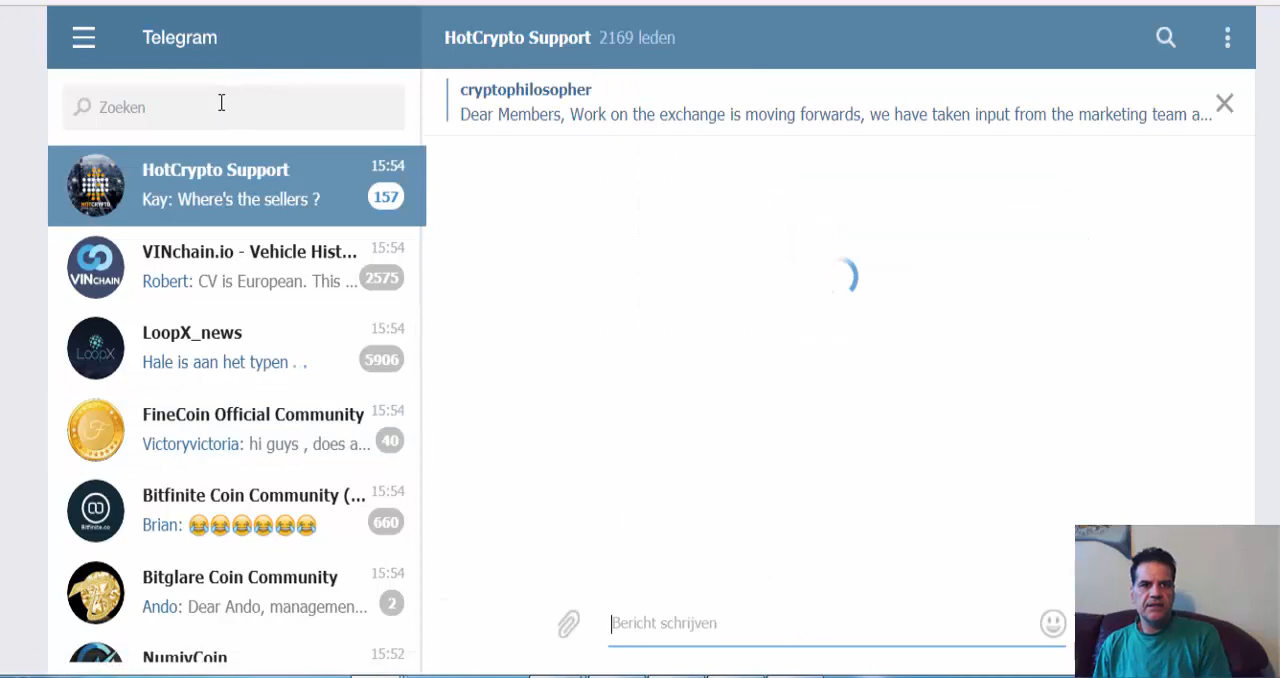 Telegram
HotCrypto Support 2169 leden
Zoeken
cryptophilosopher
Dear Members, Work on the exchange is moving forwards, we have taken input from the marketing team a...
HotCrypto Support 15:54
Kay: Where's the sellers ? 157
VINchain.io - Vehicle Hist... 15:54
Robert: CV is European. This ... 2575
VINCHAIN
LoopX_news 15:54
Hale is aan het typen . . 5906
LoopX
FineCoin Official Community 15:54
Victoryvictoria: hi guys , does a... 40
Bitfinite Coin Community (... 15:54
Brian: 😂😂😂😂😂😂 660
Bitglare Coin Community 15:54
Ando: Dear Ando, managemen... 2
NumivCoin 15:52
Bericht schrijven